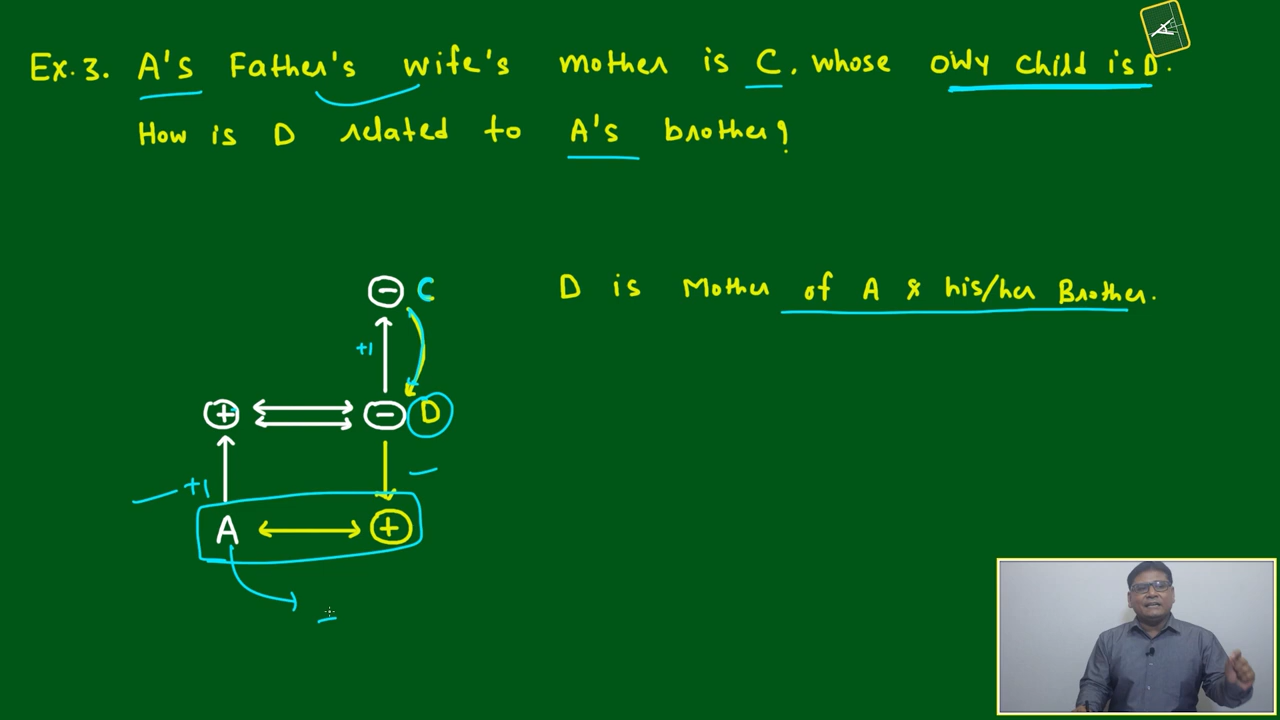 Ex. 3. A's Father's wife's mother is C, whose only child is D.
How is D related to A's brother?
D is Mother of A & his/her Brother.
C
+1
D
+1
A